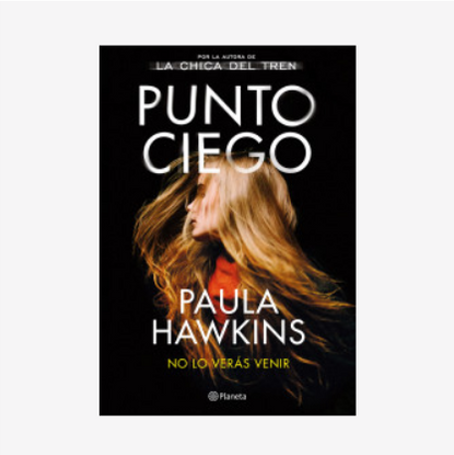 POR LA AUTORA DE
LA CHICA DEL TREN
PUNTO
CIEGO
PAULA
HAWKINS
NO LO VERÁS VENIR
Planeta